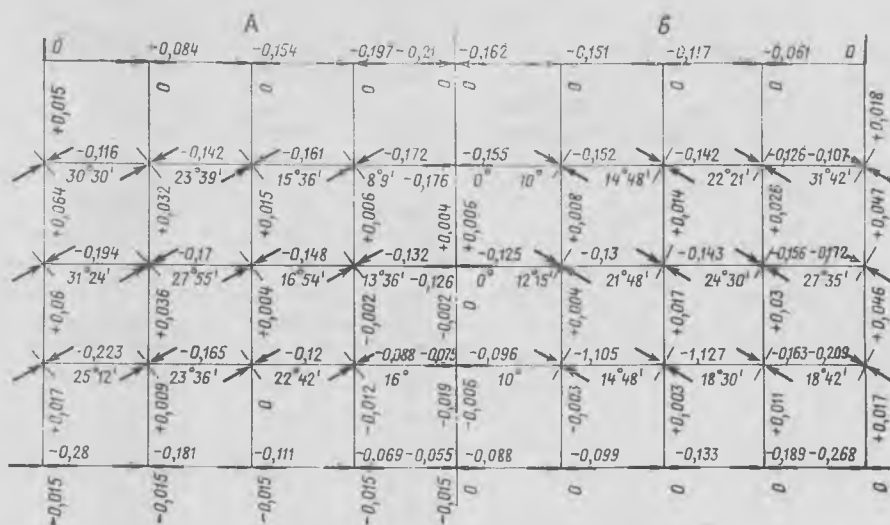 А Б
0 +0,084 -0,154 -0,197 -0,21 -0,162 -0,151 -0,117 -0,061 0
+0,015 0 0 0 0 0 0 0 0 +0,018
-0,116 -0,142 -0,161 -0,172 -0,155 -0,152 -0,142 -0,126 -0,107
30°30' 23°39' 15°36' 8°9' -0,176 0° 10° 14°48' 22°21' 31°42'
+0,064 +0,032 +0,015 +0,006 +0,004 +0,006 +0,008 +0,014 +0,026 +0,047
-0,194 -0,17 -0,148 -0,132 -0,125 -0,13 -0,143 -0,156 -0,172
31°24' 27°55' 16°54' 13°36' -0,126 0° 12°15' 21°48' 24°30' 27°35'
+0,06 +0,036 +0,004 -0,002 -0,002 0 +0,004 +0,017 +0,03 +0,046
-0,223 -0,165 -0,12 -0,088 -0,075 -0,096 -1,105 -1,127 -0,163 -0,209
25°12' 23°36' 22°42' 16° 10° 14°48' 18°30' 18°42'
+0,017 +0,009 0 -0,012 -0,019 -0,006 -0,003 +0,003 +0,011 +0,017
-0,28 -0,181 -0,111 -0,069 -0,055 -0,088 -0,099 -0,133 -0,189 -0,268
+0,015 -0,015 -0,015 -0,015 -0,015 0 0 0 0 0